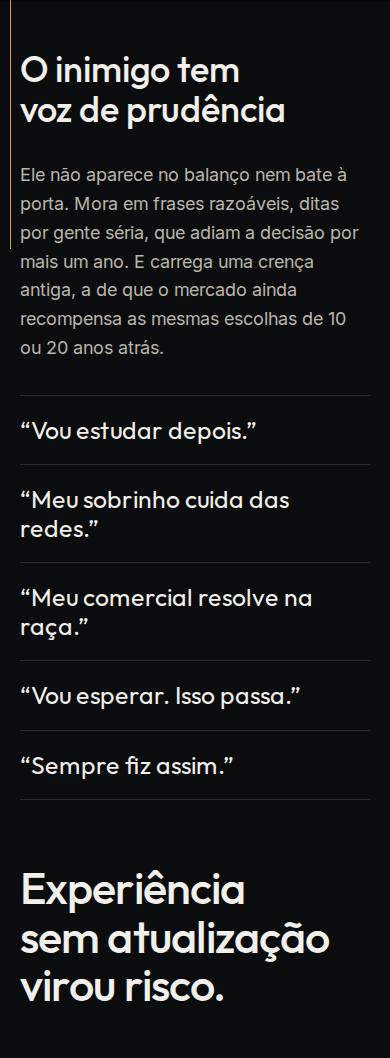 O inimigo tem
voz de prudência
Ele não aparece no balanço nem bate à
porta. Mora em frases razoáveis, ditas
por gente séria, que adiam a decisão por
mais um ano. E carrega uma crença
antiga, a de que o mercado ainda
recompensa as mesmas escolhas de 10
ou 20 anos atrás.
“Vou estudar depois.”
“Meu sobrinho cuida das
redes.”
“Meu comercial resolve na
raça.”
“Vou esperar. Isso passa.”
“Sempre fiz assim.”
Experiência
sem atualização
virou risco.